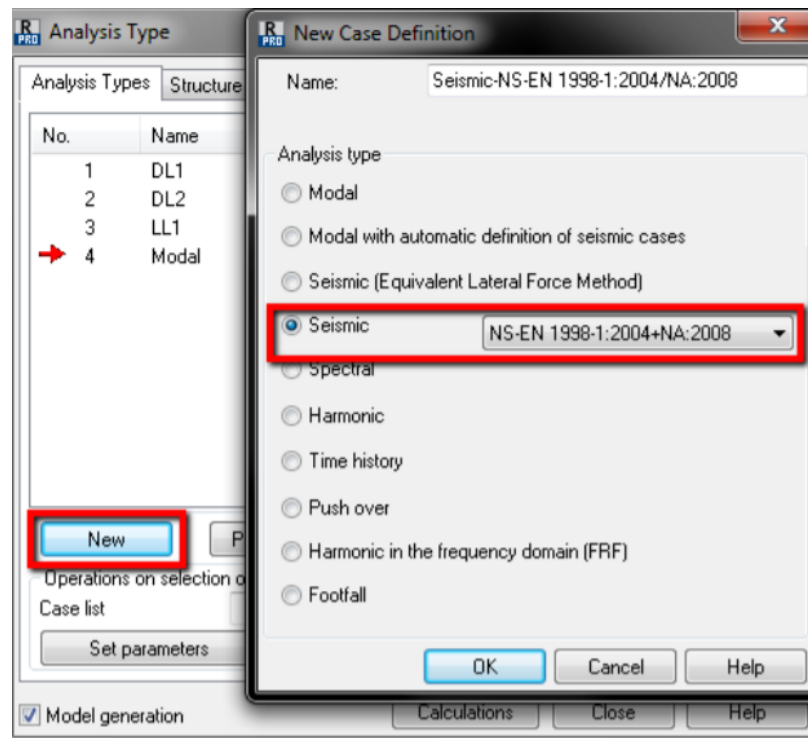 R PRO Analysis Type
R PRO New Case Definition
Analysis Types Structure
No. Name
1 DL1
2 DL2
3 LL1
4 Modal
New P
Operations on selection o
Case list
Set parameters
Model generation
Calculations Close Help
Name: Seismic-NS-EN 1998-1:2004/NA:2008
Analysis type
Modal
Modal with automatic definition of seismic cases
Seismic (Equivalent Lateral Force Method)
Seismic NS-EN 1998-1:2004+NA:2008
Spectral
Harmonic
Time history
Push over
Harmonic in the frequency domain (FRF)
Footfall
OK Cancel Help